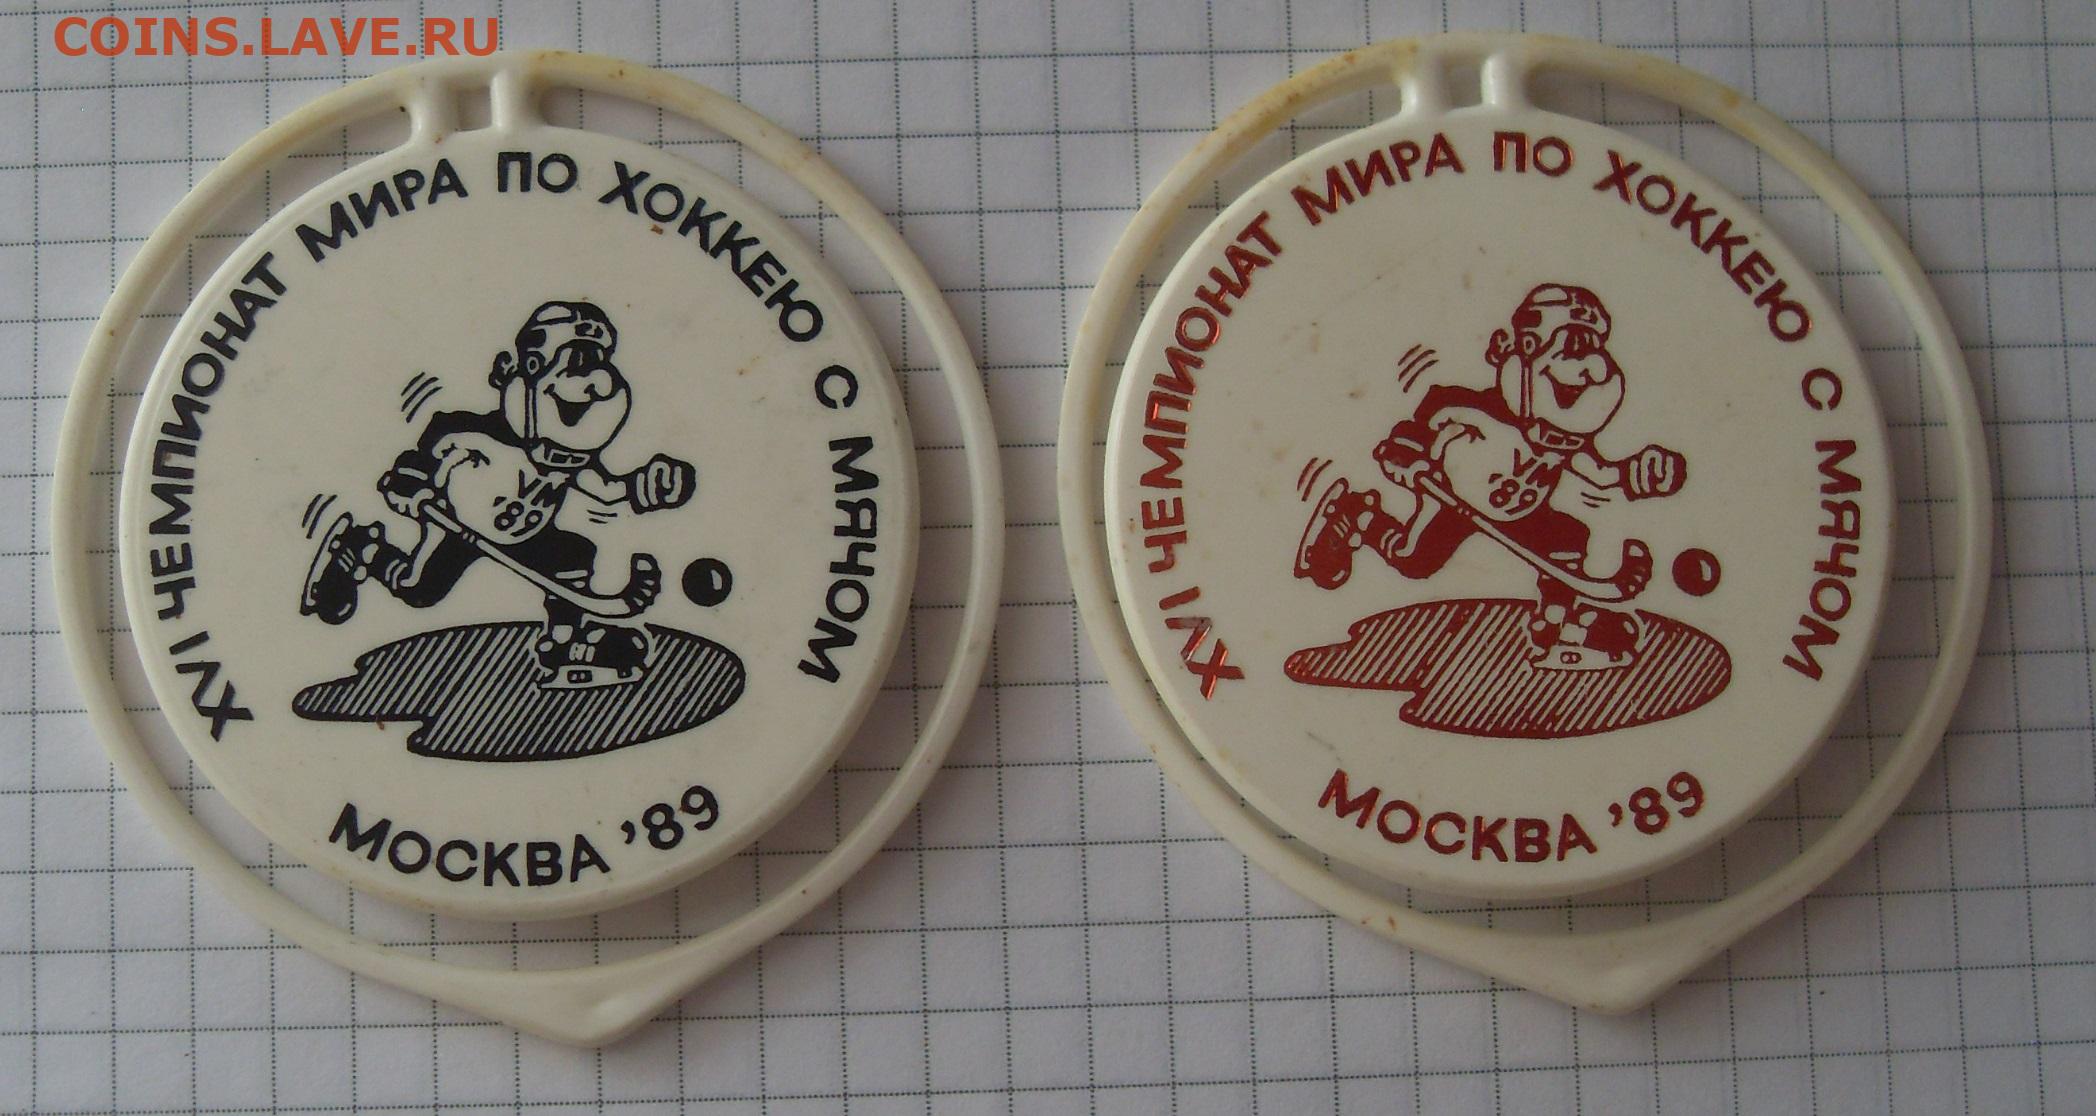 COINS.LAVE.RU
XVI ЧЕМПИОНАТ МИРА ПО ХОККЕЮ С МЯЧОМ
VM
'89
МОСКВА '89
XVI ЧЕМПИОНАТ МИРА ПО ХОККЕЮ С МЯЧОМ
VM
'89
МОСКВА '89